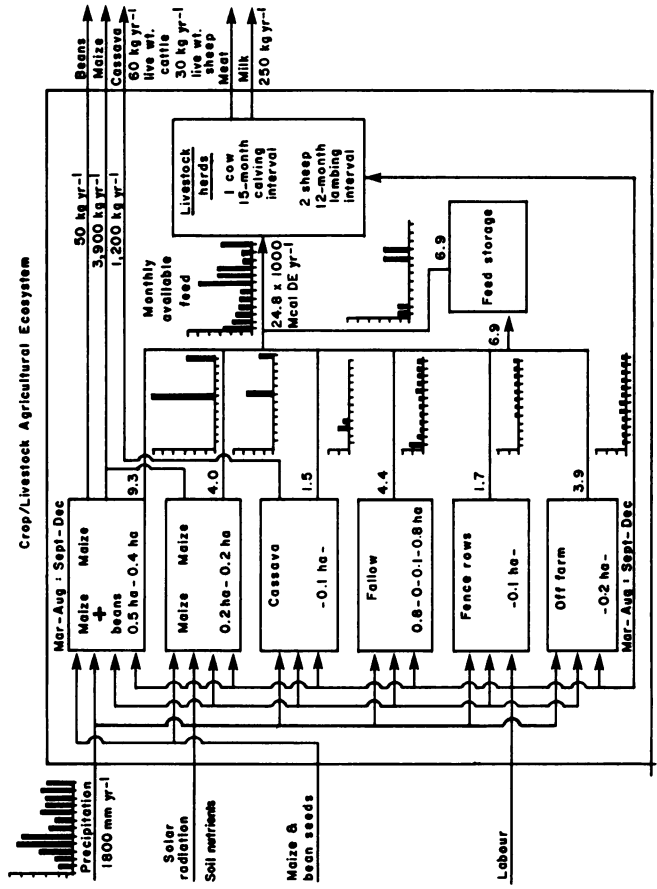 Crop/Livestock Agricultural Ecosystem
Precipitation
1800 mm yr-1
Solar
radiation
Soil nutrients
Maize &
bean seeds
Labour
Mar-Aug : Sept-Dec
Maize Maize
+
beans
0.5 ha - 0.4 ha
Maize Maize
0.2 ha - 0.2 ha
Cassava
-0.1 ha-
Fallow
0.8-0-0.1-0.8 ha
Fence rows
-0.1 ha-
Off farm
-0.2 ha-
Mar-Aug : Sept-Dec
9.3
4.0
1.5
4.4
1.7
3.9
50 kg yr-1
3,900 kg yr-1
1,200 kg yr-1
Monthly
available
feed
24.8 x 1000
Mcal DE yr-1
6.9
6.9
Feed storage
Livestock
herds
1 cow
15-month
calving
interval
2 sheep
12-month
lambing
interval
Beans
Maize
Cassava
60 kg yr-1
live wt.
cattle
30 kg yr-1
live wt.
sheep
Meat
Milk
250 kg yr-1